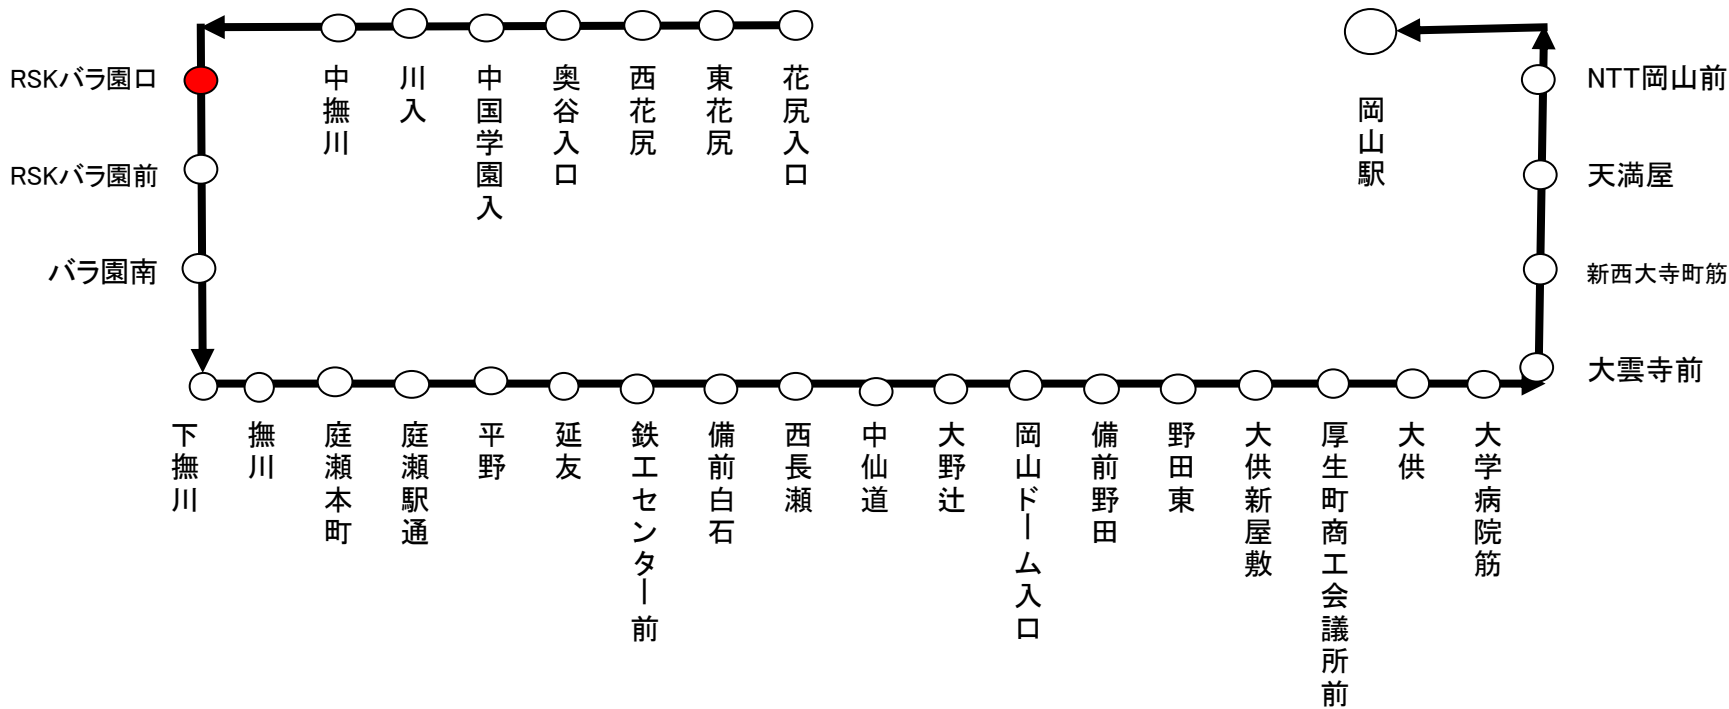 花尻入口
東花尻
西花尻
奥谷入口
中国学園入
川入
中撫川
RSKバラ園口
RSKバラ園前
バラ園南
下撫川
撫川
庭瀬本町
庭瀬駅通
平野
延友
鉄工センター前
備前白石
西長瀬
中仙道
大野辻
岡山ドーム入口
備前野田
野田東
大供新屋敷
厚生町商工会議所前
大供
大学病院筋
大雲寺前
新西大寺町筋
天満屋
NTT岡山前
岡山駅